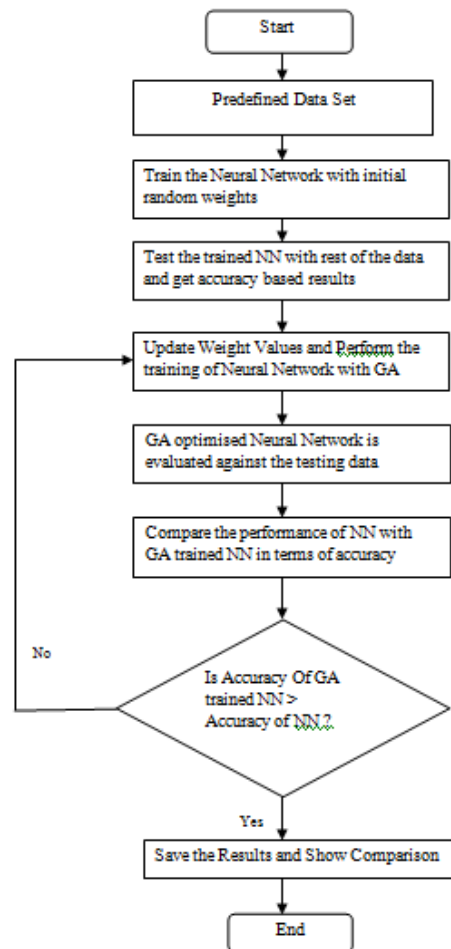 Start
Predefined Data Set
Train the Neural Network with initial
random weights
Test the trained NN with rest of the data
and get accuracy based results
Update Weight Values and Perform the
training of Neural Network with GA
GA optimised Neural Network is
evaluated against the testing data
Compare the performance of NN with
GA trained NN in terms of accuracy
No
Is Accuracy Of GA
trained NN >
Accuracy of NN ?
Yes
Save the Results and Show Comparison
End